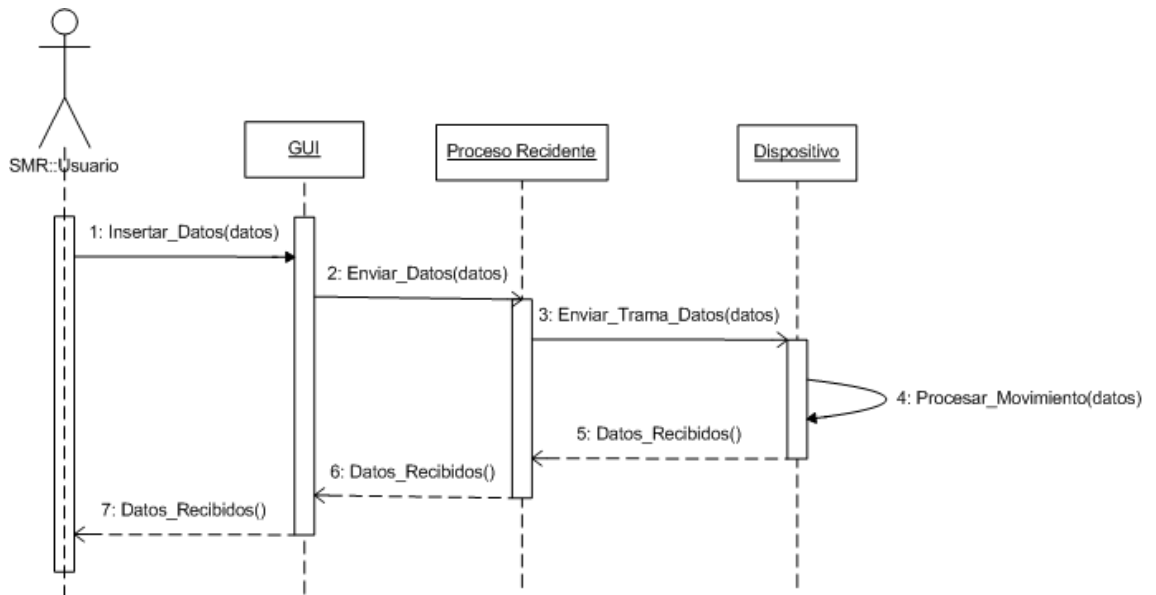 SMR::Usuario
GUI
Proceso Recidente
Dispositivo
1: Insertar_Datos(datos)
2: Enviar_Datos(datos)
3: Enviar_Trama_Datos(datos)
4: Procesar_Movimiento(datos)
5: Datos_Recibidos()
6: Datos_Recibidos()
7: Datos_Recibidos()